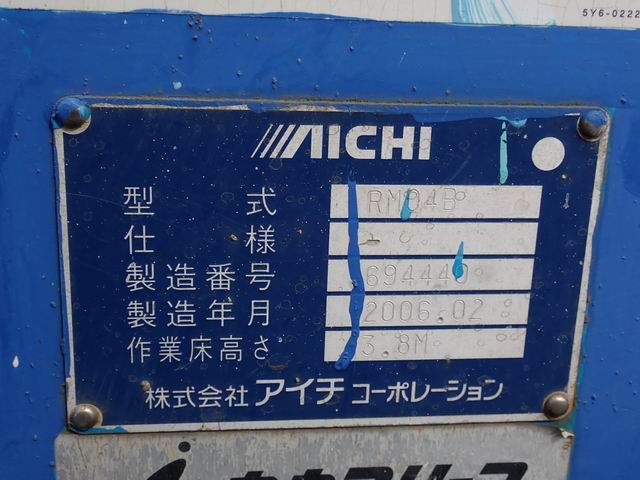 5Y6-0222
AICHI
型式 RM04B
仕様
製造番号 694440
製造年月 2006.02
作業床高さ 3.8M
株式会社 アイチ コーポレーション